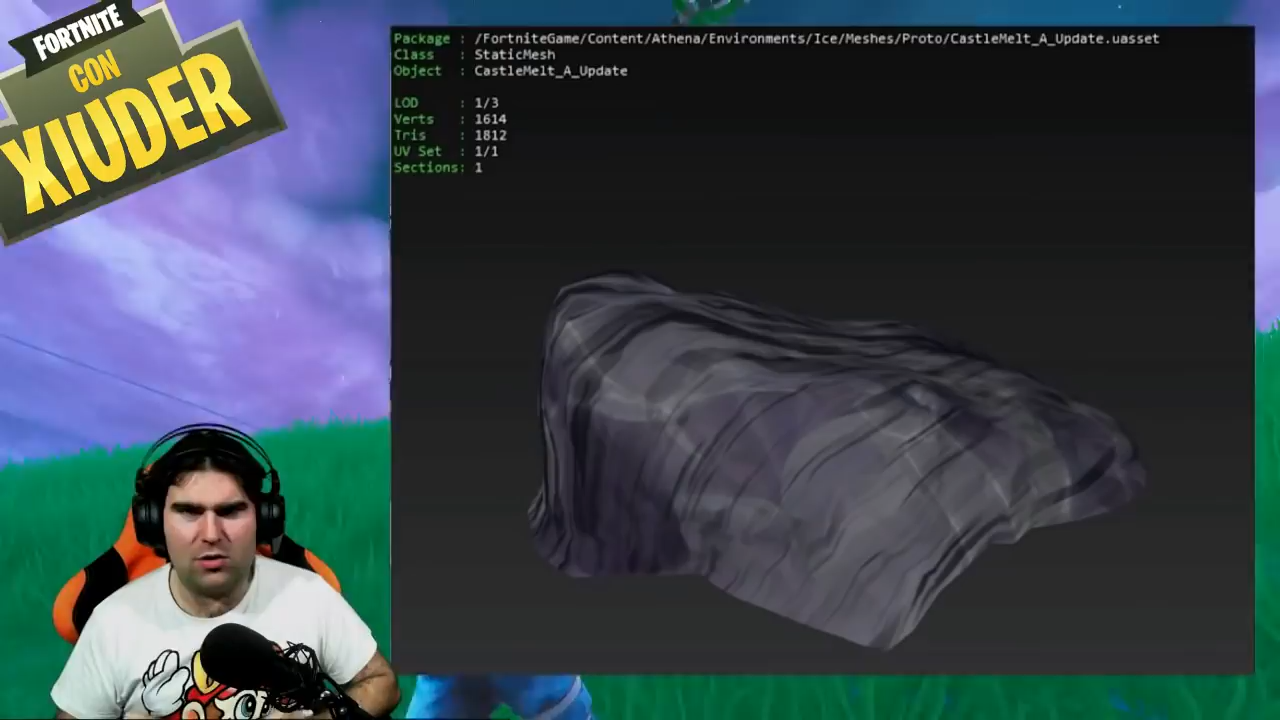 FORTNITE
CON
XIUDER
Package : /FortniteGame/Content/Athena/Environments/Ice/Meshes/Proto/CastleMelt_A_Update.uasset
Class : StaticMesh
Object : CastleMelt_A_Update
LOD : 1/3
Verts : 1614
Tris : 1812
UV Set : 1/1
Sections: 1